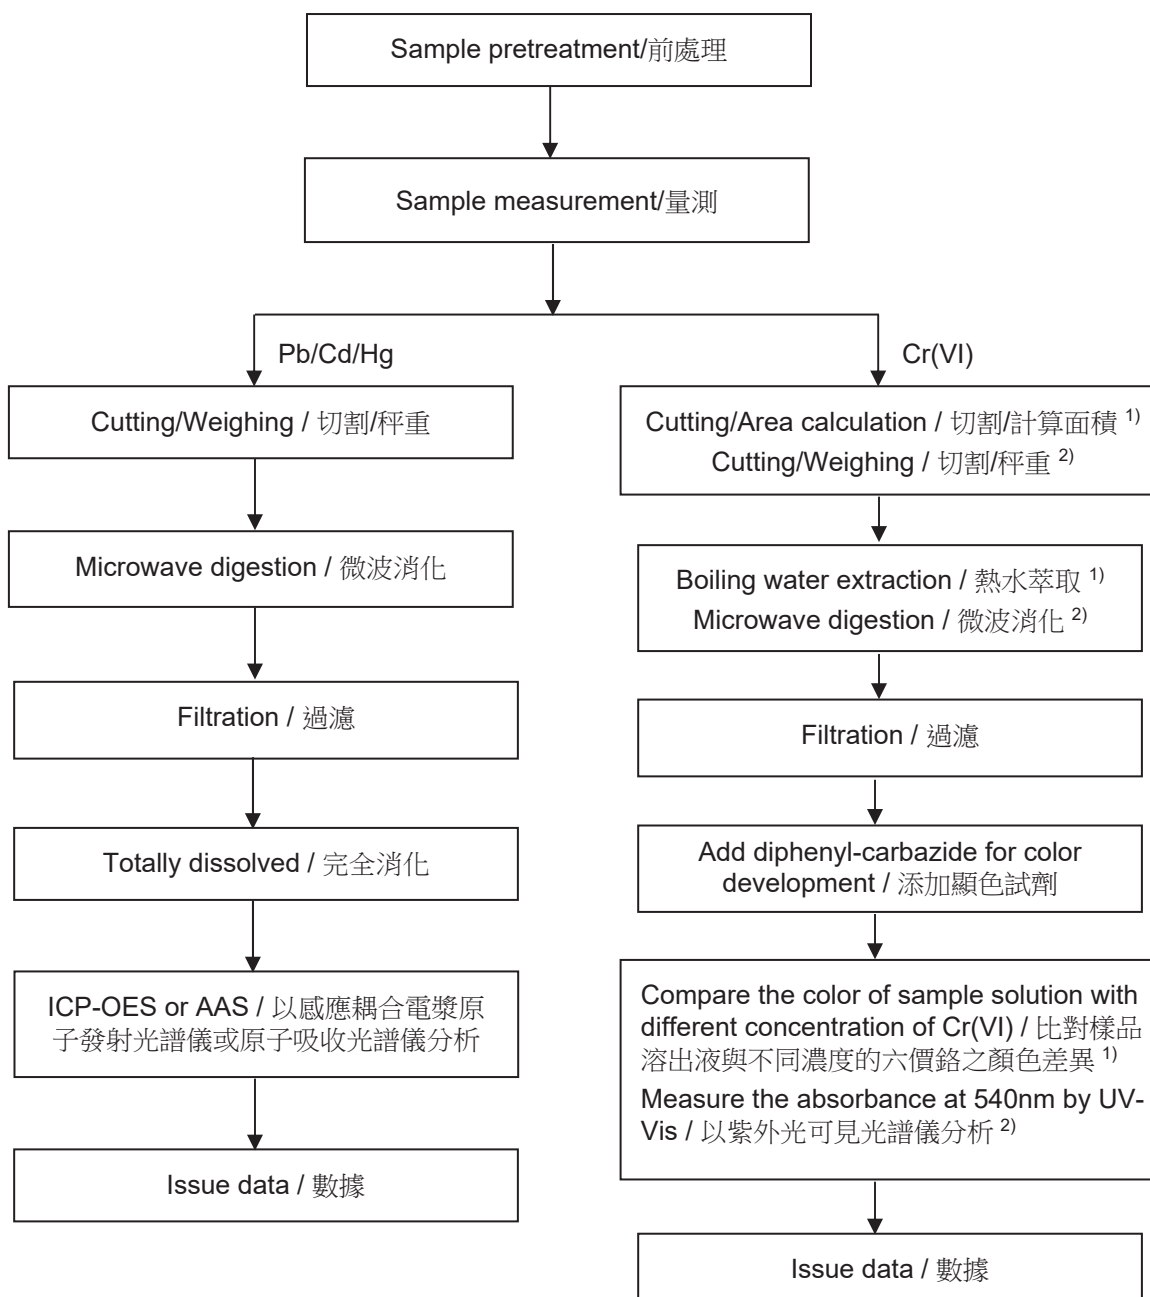 Sample pretreatment/前處理
Sample measurement/量測
Pb/Cd/Hg
Cutting/Weighing / 切割/秤重
Microwave digestion / 微波消化
Filtration / 過濾
Totally dissolved / 完全消化
ICP-OES or AAS / 以感應耦合電漿原
子發射光譜儀或原子吸收光譜儀分析
Issue data / 數據
Cr(VI)
Cutting/Area calculation / 切割/計算面積 1)
Cutting/Weighing / 切割/秤重 2)
Boiling water extraction / 熱水萃取 1)
Microwave digestion / 微波消化 2)
Filtration / 過濾
Add diphenyl-carbazide for color
development / 添加顯色試劑
Compare the color of sample solution with
different concentration of Cr(VI) / 比對樣品
溶出液與不同濃度的六價鉻之顏色差異 1)
Measure the absorbance at 540nm by UV-
Vis / 以紫外光可見光譜儀分析 2)
Issue data / 數據